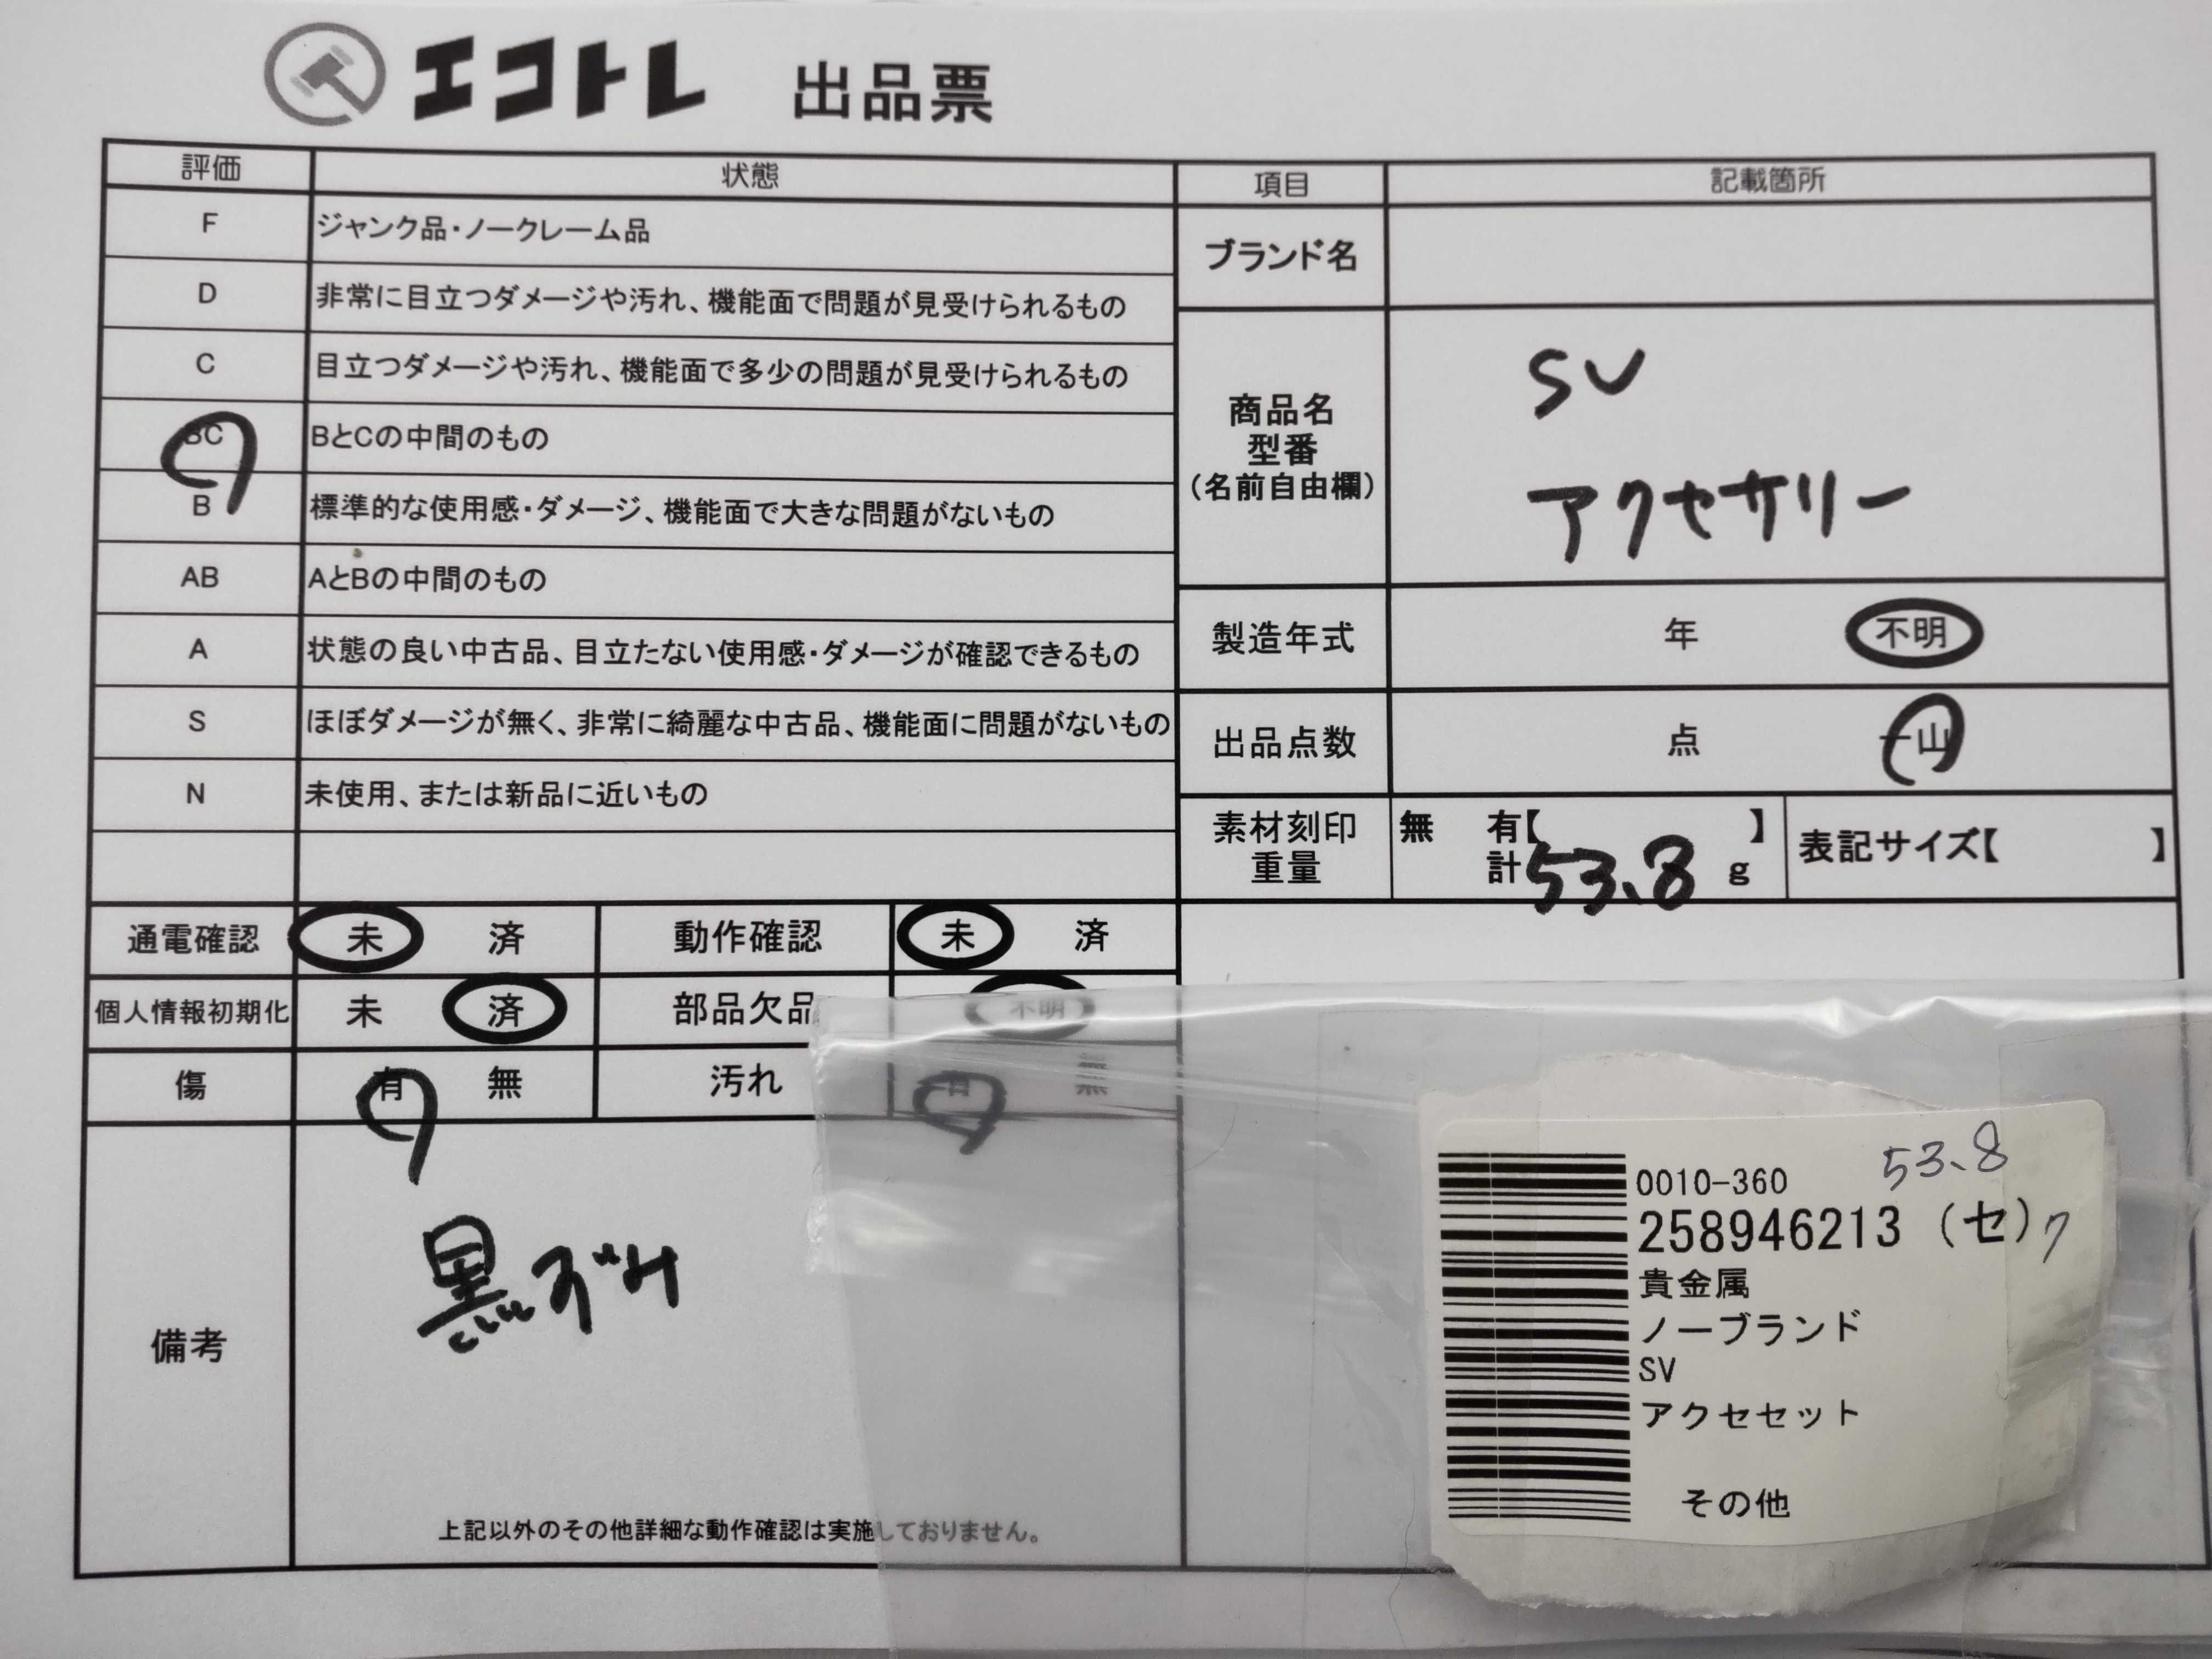 エコトレ 出品票
評価 状態 項目 記載箇所
F ジャンク品・ノークレーム品
D 非常に目立つダメージや汚れ、機能面で問題が見受けられるもの
C 目立つダメージや汚れ、機能面で多少の問題が見受けられるもの
BC BとCの中間のもの
B 標準的な使用感・ダメージ、機能面で大きな問題がないもの
AB AとBの中間のもの
A 状態の良い中古品、目立たない使用感・ダメージが確認できるもの
S ほぼダメージが無く、非常に綺麗な中古品、機能面に問題がないもの
N 未使用、または新品に近いもの
ブランド名
商品名
型番
(名前自由欄)
SV
アクセサリー
製造年式 年 不明
出品点数 点 一山
素材刻印 無 有【 】
重量 計53.8g
表記サイズ【 】
通電確認 未 済 動作確認 未 済
個人情報初期化 未 済 部品欠品 不明
傷 有 無 汚れ 有 無
備考
黒ずみ
上記以外のその他詳細な動作確認は実施しておりません。
53.8
0010-360
258946213 (セ)ク
貴金属
ノーブランド
SV
アクセセット
その他